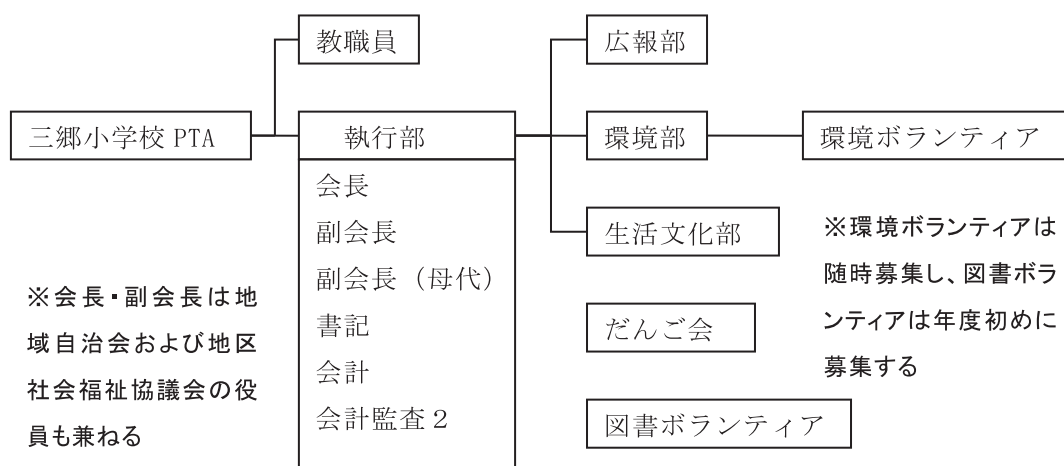 教職員
広報部
三郷小学校 PTA
執行部
環境部
環境ボランティア
会長
副会長
副会長（母代）
書記
会計
会計監査２
生活文化部
だんご会
図書ボランティア
※環境ボランティアは
随時募集し、図書ボラ
ンティアは年度初めに
募集する
※会長・副会長は地
域自治会および地区
社会福祉協議会の役
員も兼ねる